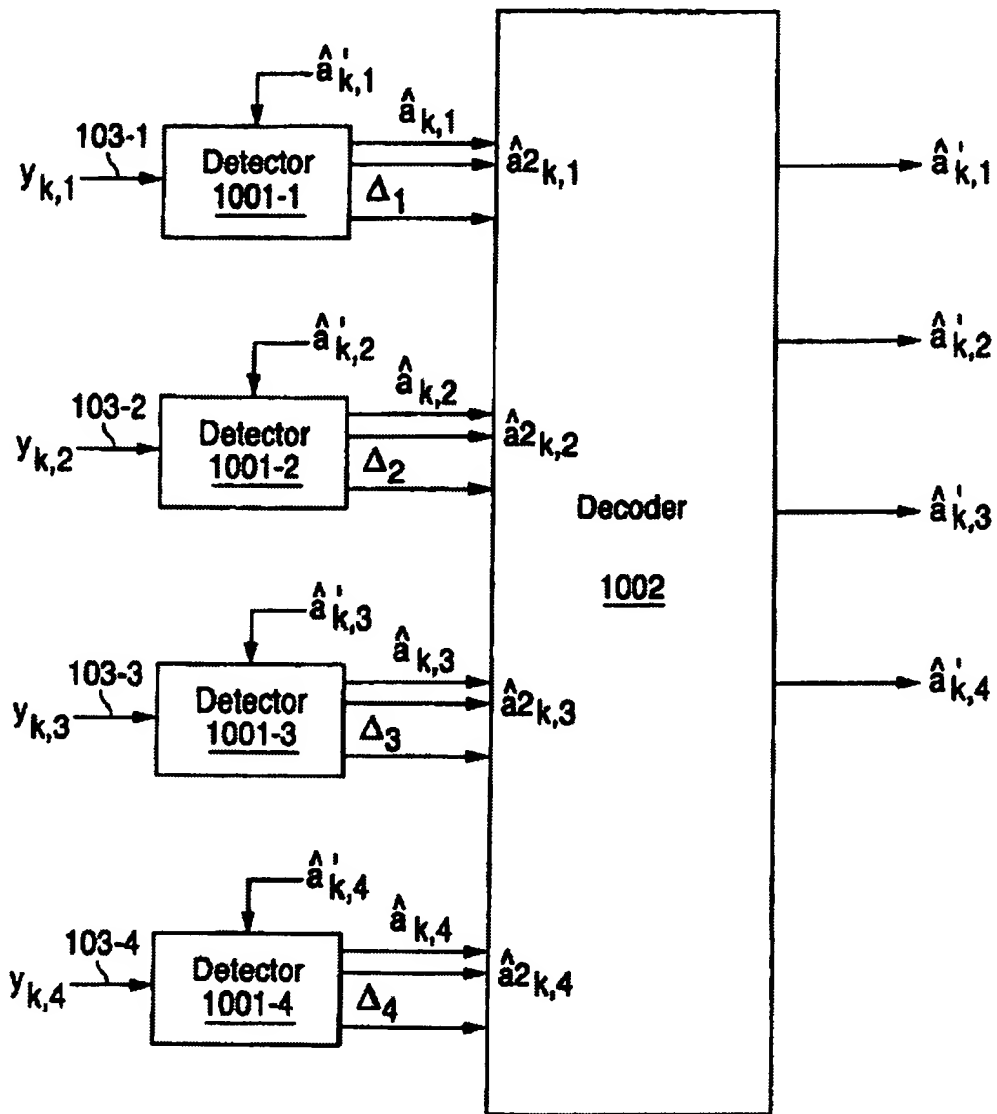 â'k,1
103-1
âk,1
Detector
1001-1
yk,1
Δ1
â2k,1
â'k,1
â'k,2
103-2
âk,2
Detector
1001-2
yk,2
Δ2
â2k,2
â'k,2
Decoder
1002
â'k,3
â'k,3
103-3
âk,3
Detector
1001-3
yk,3
Δ3
â2k,3
â'k,4
â'k,4
103-4
âk,4
Detector
1001-4
yk,4
Δ4
â2k,4